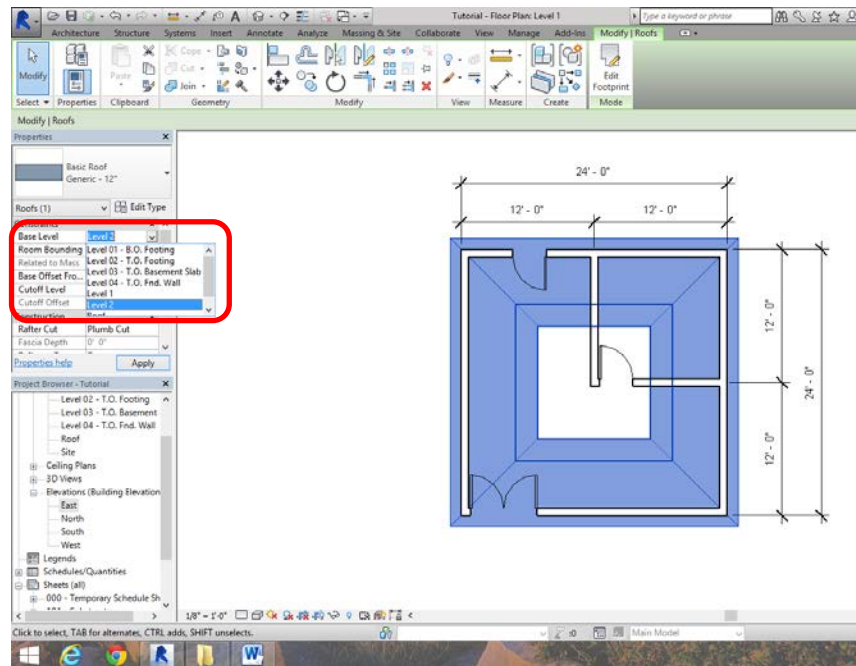 Tutorial - Floor Plan: Level 1
Type a keyword or phrase
Architecture Structure Systems Insert Annotate Analyze Massing & Site Collaborate View Manage Add-Ins Modify | Roofs
Modify
Paste
Cope
Cut
Join
Edit
Footprint
Select Properties Clipboard Geometry Modify View Measure Create Mode
Modify | Roofs
Properties
Basic Roof
Generic - 12"
Roofs (1) Edit Type
Base Level Level 2
Room Bounding Level 01 - B.O. Footing
Related to Mass Level 02 - T.O. Footing
Base Offset Fro... Level 03 - T.O. Basement Slab
Cutoff Level Level 04 - T.O. Fnd. Wall
Level 1
Cutoff Offset Level 2
Roof
Rafter Cut Plumb Cut
Fascia Depth 0' 0"
Properties help Apply
Project Browser - Tutorial
Level 02 - T.O. Footing
Level 03 - T.O. Basement
Level 04 - T.O. Fnd. Wall
Roof
Site
Ceiling Plans
3D Views
Elevations (Building Elevation
East
North
South
West
Legends
Schedules/Quantities
Sheets (all)
000 - Temporary Schedule Sh
24' - 0"
12' - 0" 12' - 0"
12' - 0"
24' - 0"
12' - 0"
1/8" = 1'-0"
Click to select, TAB for alternates, CTRL adds, SHIFT unselects.
:0 Main Model